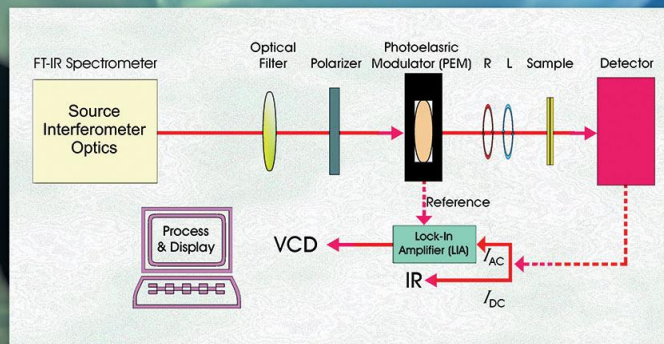 FT-IR Spectrometer
Optical
Filter
Polarizer
Photoelasric
Modulator (PEM)
R
L
Sample
Detector
Source
Interferometer
Optics
Reference
Process
& Display
VCD
Lock-In
Amplifier (LIA)
IAC
IR
IDC